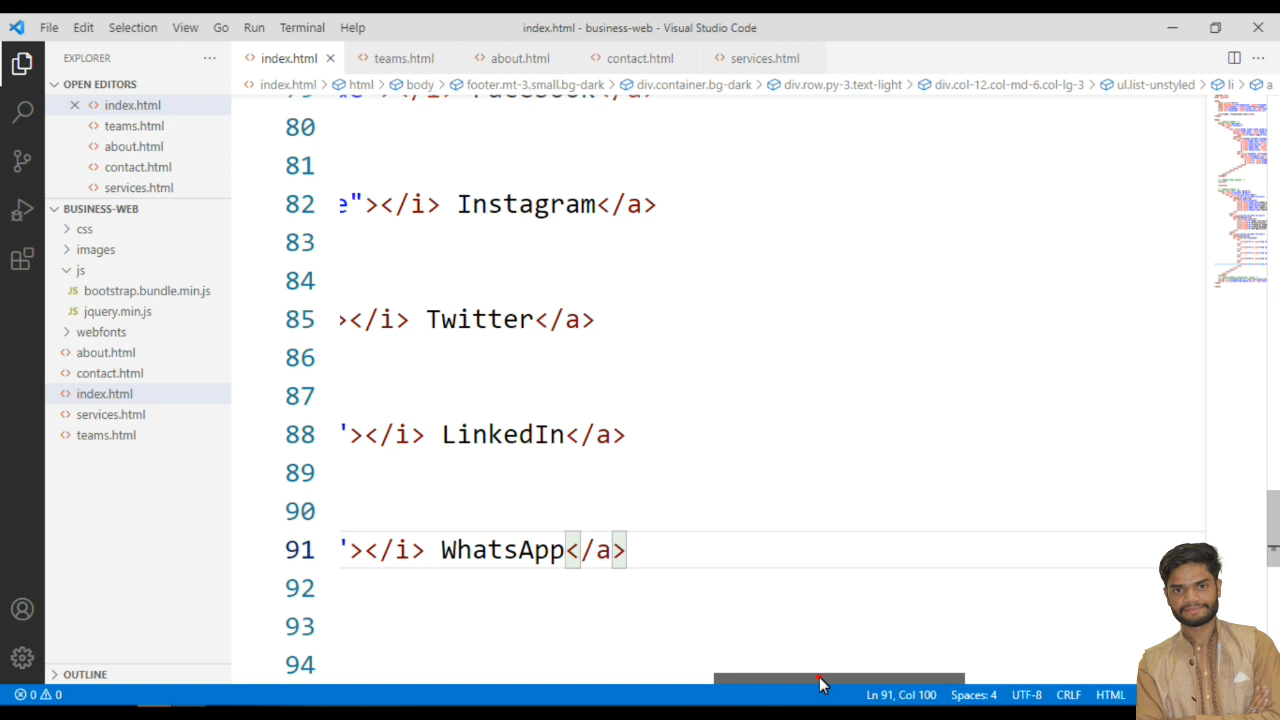 File Edit Selection View Go Run Terminal Help
index.html - business-web - Visual Studio Code
EXPLORER
index.html teams.html about.html contact.html services.html
OPEN EDITORS
index.html html body footer.mt-3.small.bg-dark div.container.bg-dark div.row.py-3.text-light div.col-12.col-md-6.col-lg-3 ul.list-unstyled li a
index.html
teams.html
about.html
contact.html
services.html
BUSINESS-WEB
css
images
js
JS bootstrap.bundle.min.js
JS jquery.min.js
webfonts
about.html
contact.html
index.html
services.html
teams.html
OUTLINE
79 ></i> Facebook</a>
80
81
82 e"></i> Instagram</a>
83
84
85 ></i> Twitter</a>
86
87
88 "></i> LinkedIn</a>
89
90
91 "></i> WhatsApp</a>
92
93
94
0 0 Ln 91, Col 100 Spaces: 4 UTF-8 CRLF HTML